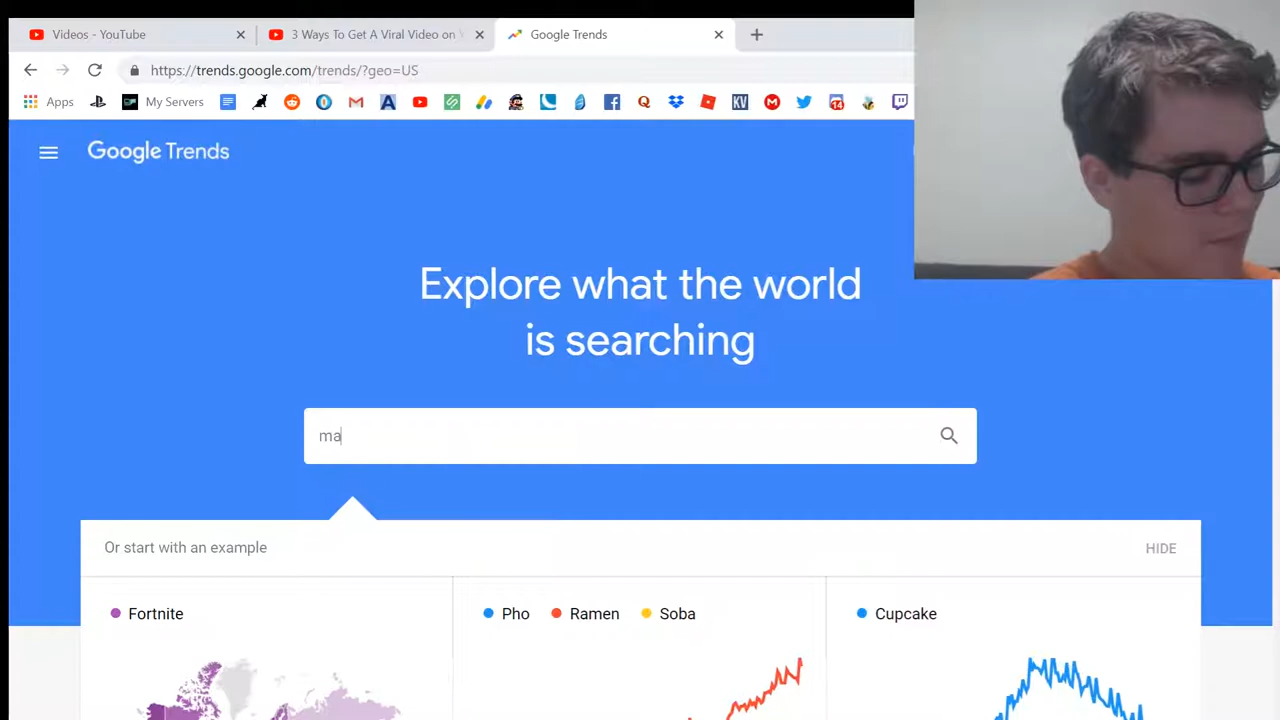 Videos - YouTube
3 Ways To Get A Viral Video on
Google Trends
https://trends.google.com/trends/?geo=US
Apps
My Servers
KV
14
Google Trends
Explore what the world
is searching
ma
Or start with an example
HIDE
Fortnite
Pho
Ramen
Soba
Cupcake